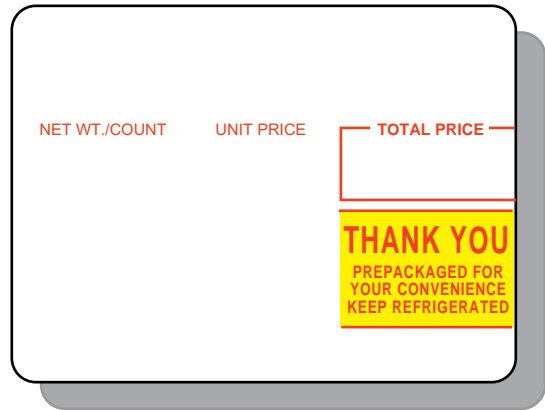 NET WT./COUNT UNIT PRICE TOTAL PRICE
THANK YOU
PREPACKAGED FOR
YOUR CONVENIENCE
KEEP REFRIGERATED